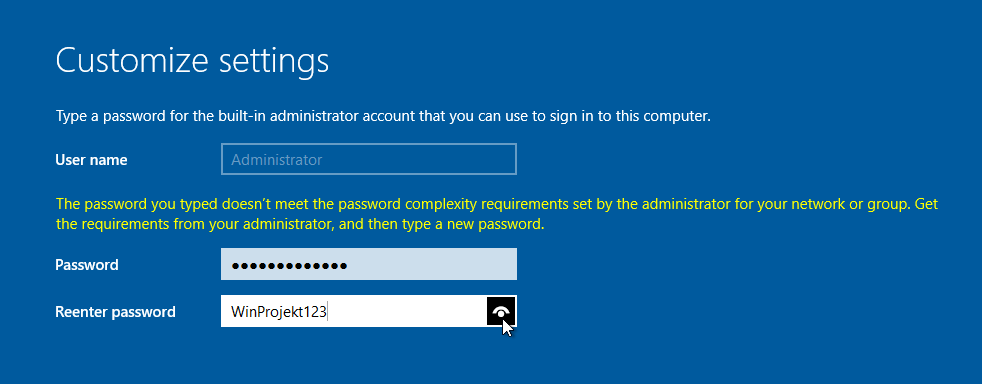 Customize settings
Type a password for the built-in administrator account that you can use to sign in to this computer.
User name
Administrator
The password you typed doesn't meet the password complexity requirements set by the administrator for your network or group. Get
the requirements from your administrator, and then type a new password.
Password
●●●●●●●●●●●●●
Reenter password
WinProjekt123